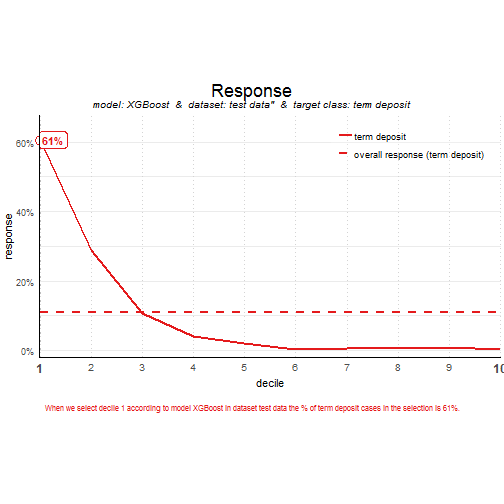 Response
model: XGBoost & dataset: test data" & target class: term deposit
61%
term deposit
overall response (term deposit)
60%
40%
20%
0%
response
1 2 3 4 5 6 7 8 9 10
decile
When we select decile 1 according to model XGBoost in dataset test data the % of term deposit cases in the selection is 61%.